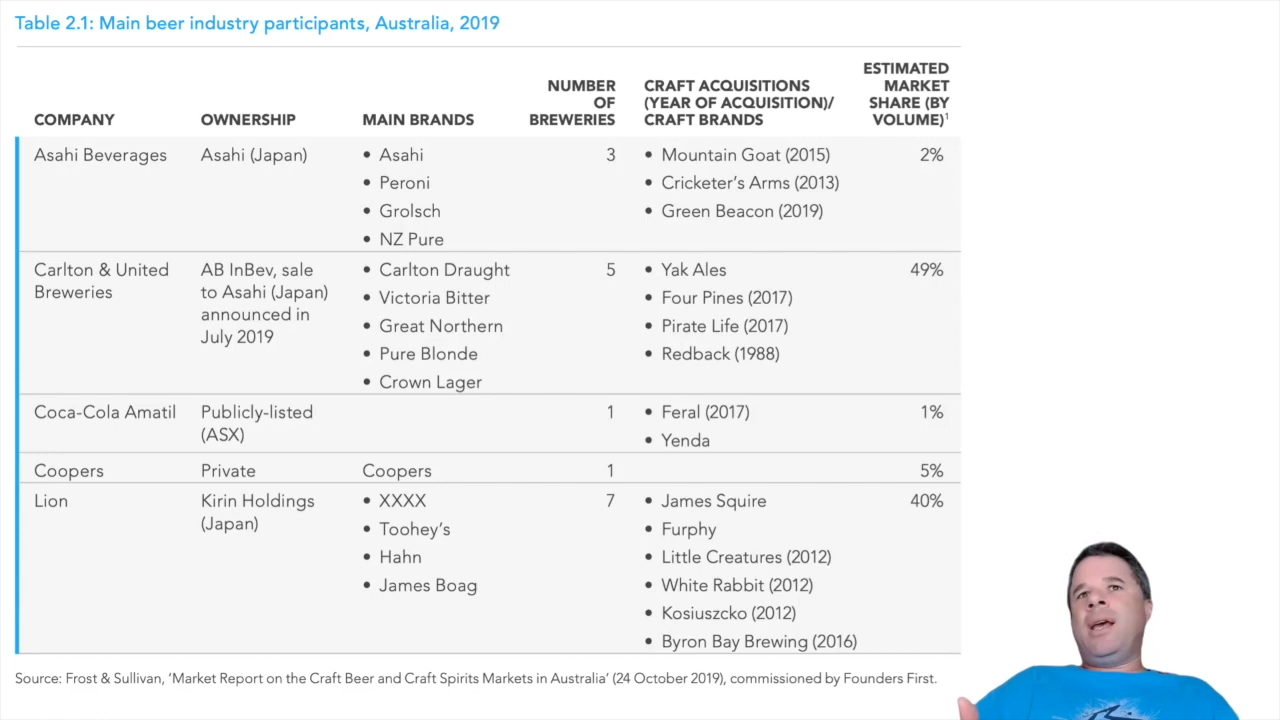 Table 2.1: Main beer industry participants, Australia, 2019
COMPANY
OWNERSHIP
MAIN BRANDS
NUMBER
OF
BREWERIES
CRAFT ACQUISITIONS
(YEAR OF ACQUISITION)/
CRAFT BRANDS
ESTIMATED
MARKET
SHARE (BY
VOLUME)1
Asahi Beverages
Asahi (Japan)
• Asahi
• Peroni
• Grolsch
• NZ Pure
3
• Mountain Goat (2015)
• Cricketer’s Arms (2013)
• Green Beacon (2019)
2%
Carlton & United
Breweries
AB InBev, sale
to Asahi (Japan)
announced in
July 2019
• Carlton Draught
• Victoria Bitter
• Great Northern
• Pure Blonde
• Crown Lager
5
• Yak Ales
• Four Pines (2017)
• Pirate Life (2017)
• Redback (1988)
49%
Coca-Cola Amatil
Publicly-listed
(ASX)
1
• Feral (2017)
• Yenda
1%
Coopers
Private
Coopers
1
5%
Lion
Kirin Holdings
(Japan)
• XXXX
• Toohey’s
• Hahn
• James Boag
7
• James Squire
• Furphy
• Little Creatures (2012)
• White Rabbit (2012)
• Kosiuszcko (2012)
• Byron Bay Brewing (2016)
40%
Source: Frost & Sullivan, ‘Market Report on the Craft Beer and Craft Spirits Markets in Australia’ (24 October 2019), commissioned by Founders First.